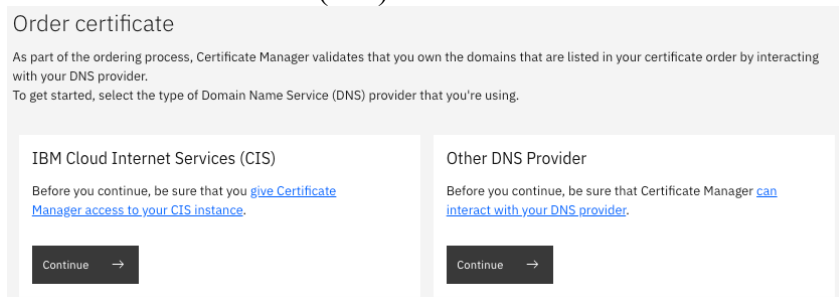 Order certificate
As part of the ordering process, Certificate Manager validates that you own the domains that are listed in your certificate order by interacting
with your DNS provider.
To get started, select the type of Domain Name Service (DNS) provider that you're using.
IBM Cloud Internet Services (CIS)
Before you continue, be sure that you give Certificate
Manager access to your CIS instance.
Continue →
Other DNS Provider
Before you continue, be sure that Certificate Manager can
interact with your DNS provider.
Continue →